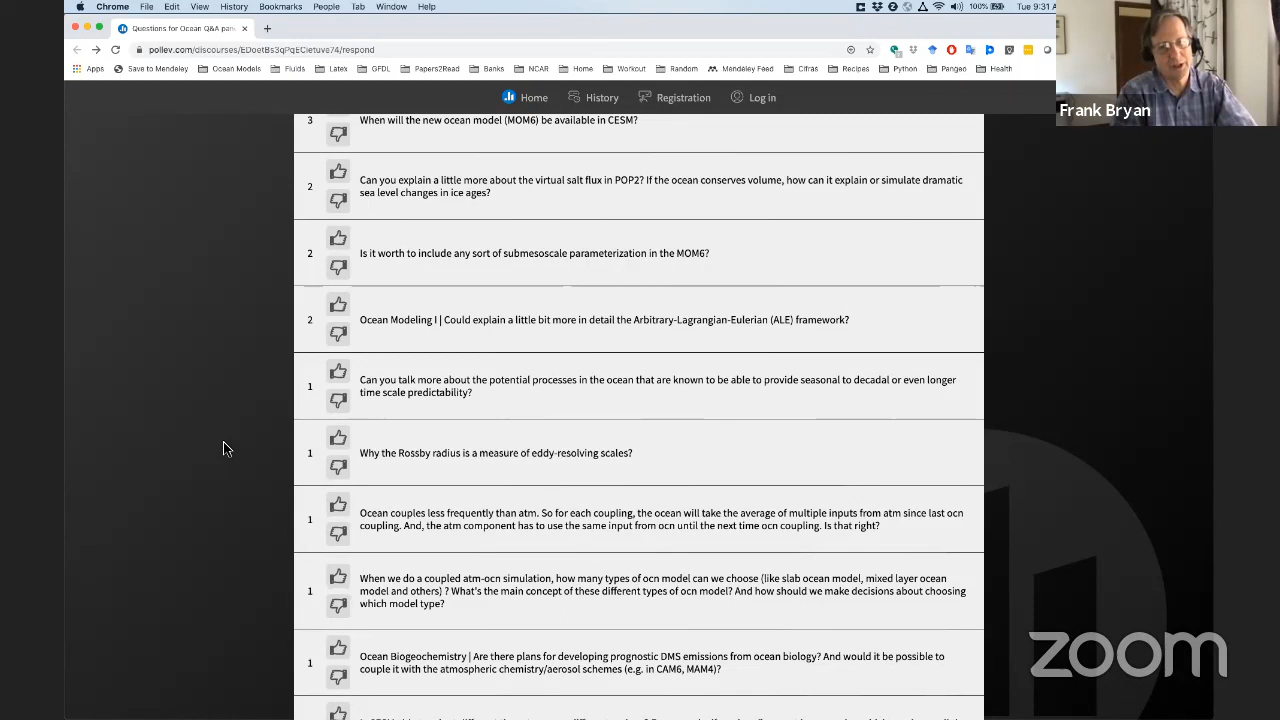 Chrome File Edit View History Bookmarks People Tab Window Help 100% Tue 9:31 A
Questions for Ocean Q&A pan
pollev.com/discourses/EDoetBs3qPqECietuve74/respond
Apps Save to Mendeley Ocean Models Fluids Latex GFDL Papers2Read Banks NCAR Home Workout Random Mendeley Feed Citras Recipes Python Pangeo Health
Frank Bryan
Home History Registration Log in
3 When will the new ocean model (MOM6) be available in CESM?
2 Can you explain a little more about the virtual salt flux in POP2? If the ocean conserves volume, how can it explain or simulate dramatic
sea level changes in ice ages?
2 Is it worth to include any sort of submesoscale parameterization in the MOM6?
2 Ocean Modeling I | Could explain a little bit more in detail the Arbitrary-Lagrangian-Eulerian (ALE) framework?
1 Can you talk more about the potential processes in the ocean that are known to be able to provide seasonal to decadal or even longer
time scale predictability?
1 Why the Rossby radius is a measure of eddy-resolving scales?
1 Ocean couples less frequently than atm. So for each coupling, the ocean will take the average of multiple inputs from atm since last ocn
coupling. And, the atm component has to use the same input from ocn until the next time ocn coupling. Is that right?
1 When we do a coupled atm-ocn simulation, how many types of ocn model can we choose (like slab ocean model, mixed layer ocean
model and others) ? What's the main concept of these different types of ocn model? And how should we make decisions about choosing
which model type?
1 Ocean Biogeochemistry | Are there plans for developing prognostic DMS emissions from ocean biology? And would it be possible to
couple it with the atmospheric chemistry/aerosol schemes (e.g. in CAM6, MAM4)?
zoom